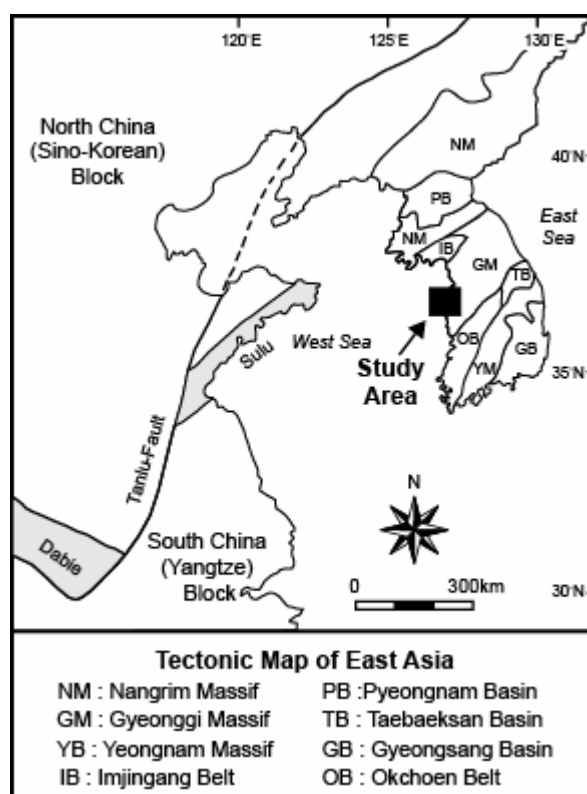 120°E 125°E 130°E
North China
(Sino-Korean)
Block
NM
40°N
PB
East
Sea
NM
IB
GM
TB
West Sea
Sulu
OB
GB
Study
Area
YM
35°N
Tanlu-Fault
N
South China
(Yangtze)
Block
Dabie
0 300km
30°N
Tectonic Map of East Asia
NM : Nangrim Massif PB :Pyeongnam Basin
GM : Gyeonggi Massif TB : Taebaeksan Basin
YB : Yeongnam Massif GB : Gyeongsang Basin
IB : Imjingang Belt OB : Okchoen Belt